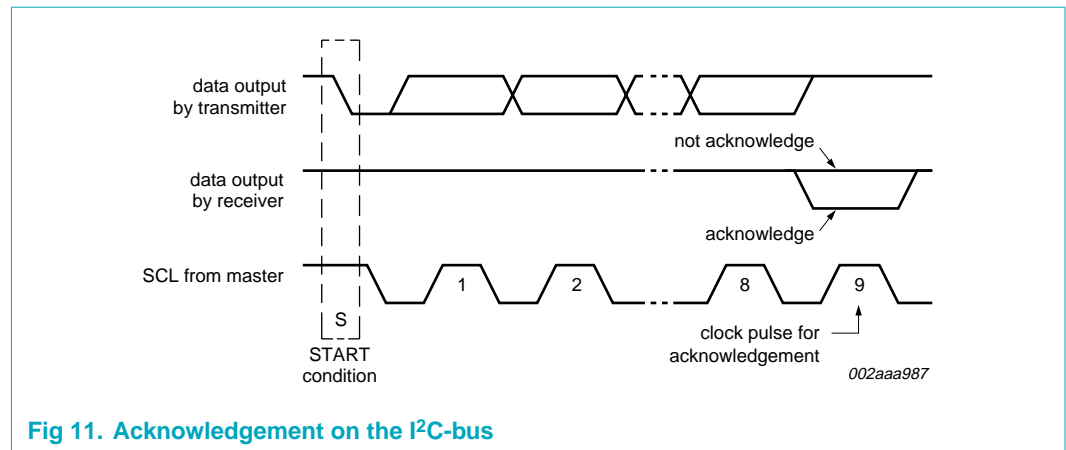 data output
by transmitter
not acknowledge
data output
by receiver
acknowledge
SCL from master
1
2
8
9
S
START
condition
clock pulse for
acknowledgement
002aaa987
Fig 11. Acknowledgement on the I²C-bus